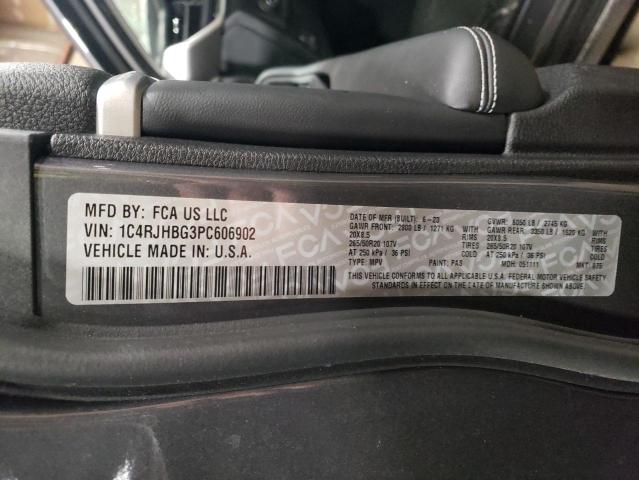 MFD BY: FCA US LLC
VIN: 1C4RJHBG3PC606902
VEHICLE MADE IN: U.S.A.
DATE OF MFR (BUILT): 6-23 GVWR: 6050 LB / 2745 KG
GAWR FRONT: 2800 LB / 1271 KG GAWR REAR: 3350 LB / 1520 KG
20X8.5 RIMS 20X8.5 RIMS
265/50R20 107V TIRES 265/50R20 107V TIRES
AT 250 kPa / 36 PSI COLD AT 250 kPa / 36 PSI COLD
TYPE: MPV PAINT: PAS MDH: 051111 MKT: 675
THIS VEHICLE CONFORMS TO ALL APPLICABLE U.S.A. FEDERAL MOTOR VEHICLE SAFETY
STANDARDS IN EFFECT ON THE DATE OF MANUFACTURE SHOWN ABOVE.